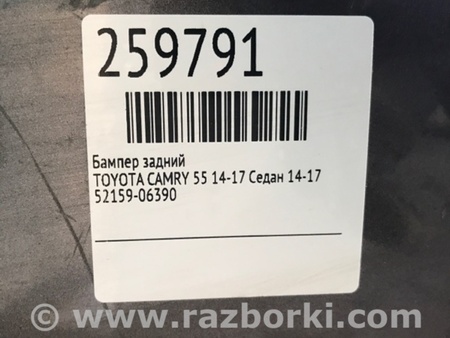 259791
Бампер задний
TOYOTA CAMRY 55 14-17 Седан 14-17
52159-06390
© www.razborki.com